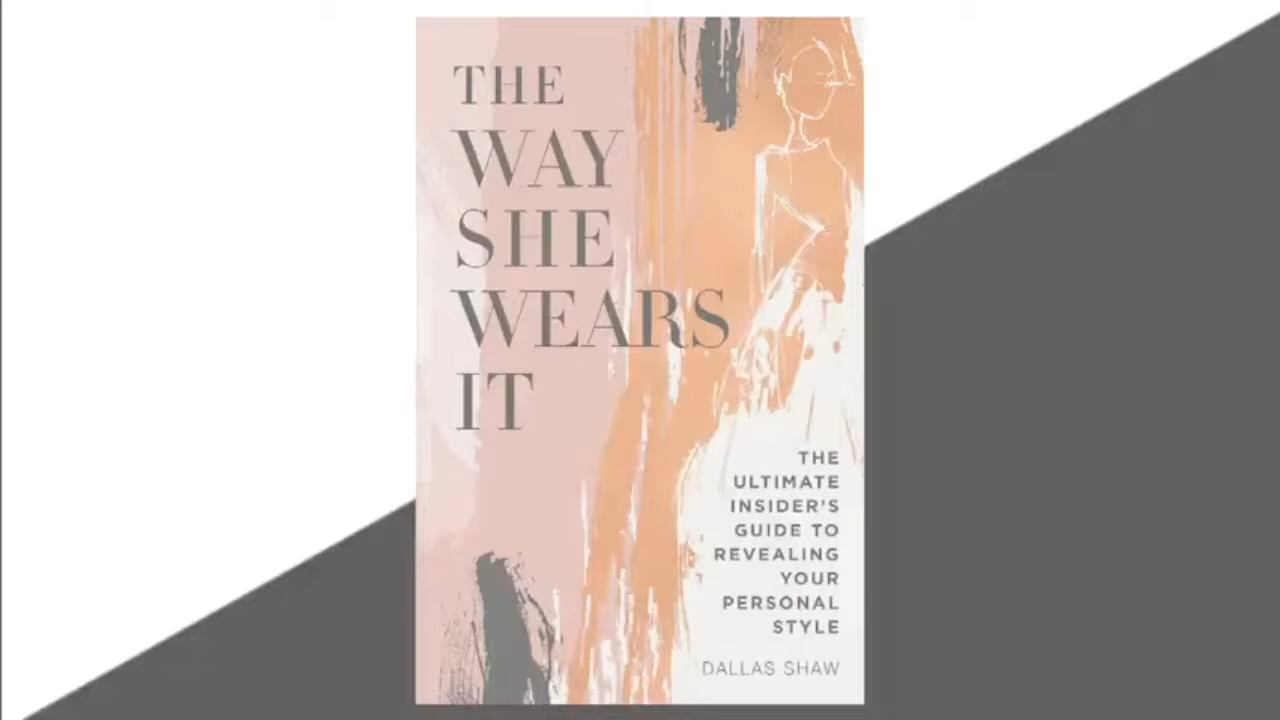 THE
WAY
SHE
WEARS
IT
THE
ULTIMATE
INSIDER'S
GUIDE TO
REVEALING
YOUR
PERSONAL
STYLE
DALLAS SHAW